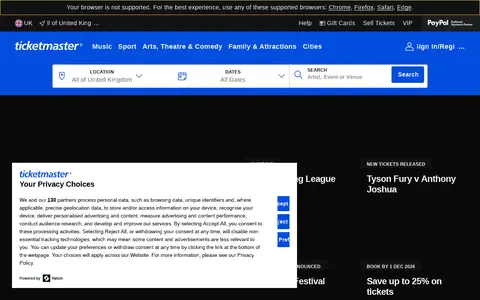 Your browser is not supported. For the best experience, use any of these supported browsers: Chrome, Firefox, Safari, Edge.
UK
ll of United King ...
Help
Gift Cards
Sell Tickets
VIP
PayPal
ticketmaster®
Music
Sport
Arts, Theatre & Comedy
Family & Attractions
Cities
LOCATION
All of United Kingdom
DATES
All Dates
SEARCH
Artist, Event or Venue
Search
NEW TICKETS RELEASED
League
Tyson Fury v Anthony
Joshua
ticketmaster®
Your Privacy Choices
We and our 130 partners process personal data, such as browsing data, unique identifiers and, where
applicable, precise geolocation data, to store and/or access information on your device, recognise your
device, deliver personalised advertising and content, measure advertising and content performance,
conduct audience research, and develop and improve our services. By selecting Accept All, you consent to
these processing activities. Selecting Reject All, or withdrawing your consent at any time, will disable non-
essential tracking technologies, which may mean some content and advertisements are less relevant to
you. You can update your preferences or withdraw consent at any time by clicking the link at the bottom
of the webpage. Your choices will apply across our Website. For more information, please see our Privacy
Policy.
Powered by
Ketch
BOOK BY 1 DEC 2026
Festival
Save up to 25% on
tickets